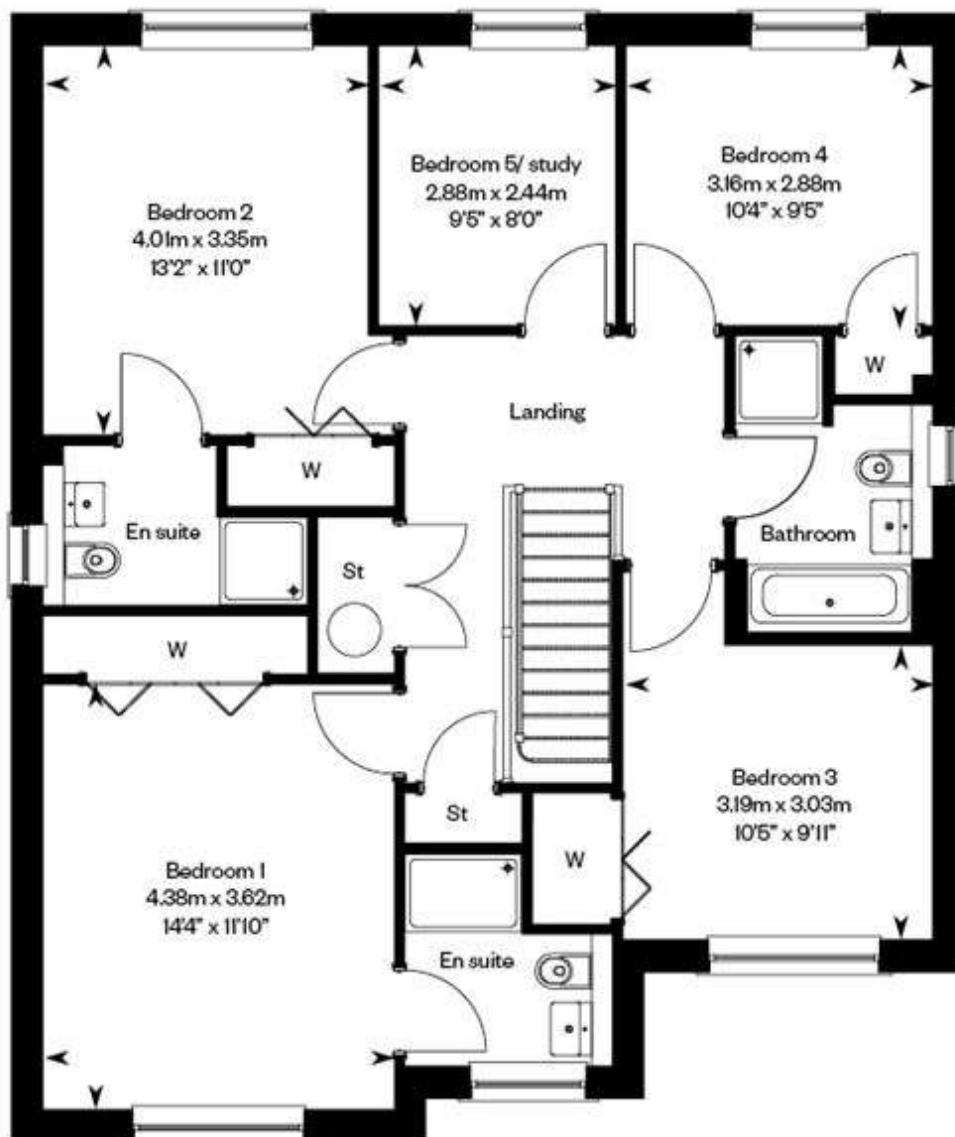 Bedroom 2
4.01m x 3.35m
13'2" x 11'0"
Bedroom 5/ study
2.88m x 2.44m
9'5" x 8'0"
Bedroom 4
3.16m x 2.88m
10'4" x 9'5"
W
Landing
W
En suite
St
Bathroom
W
Bedroom 3
3.19m x 3.03m
10'5" x 9'11"
St
W
Bedroom 1
4.38m x 3.62m
14'4" x 11'10"
En suite